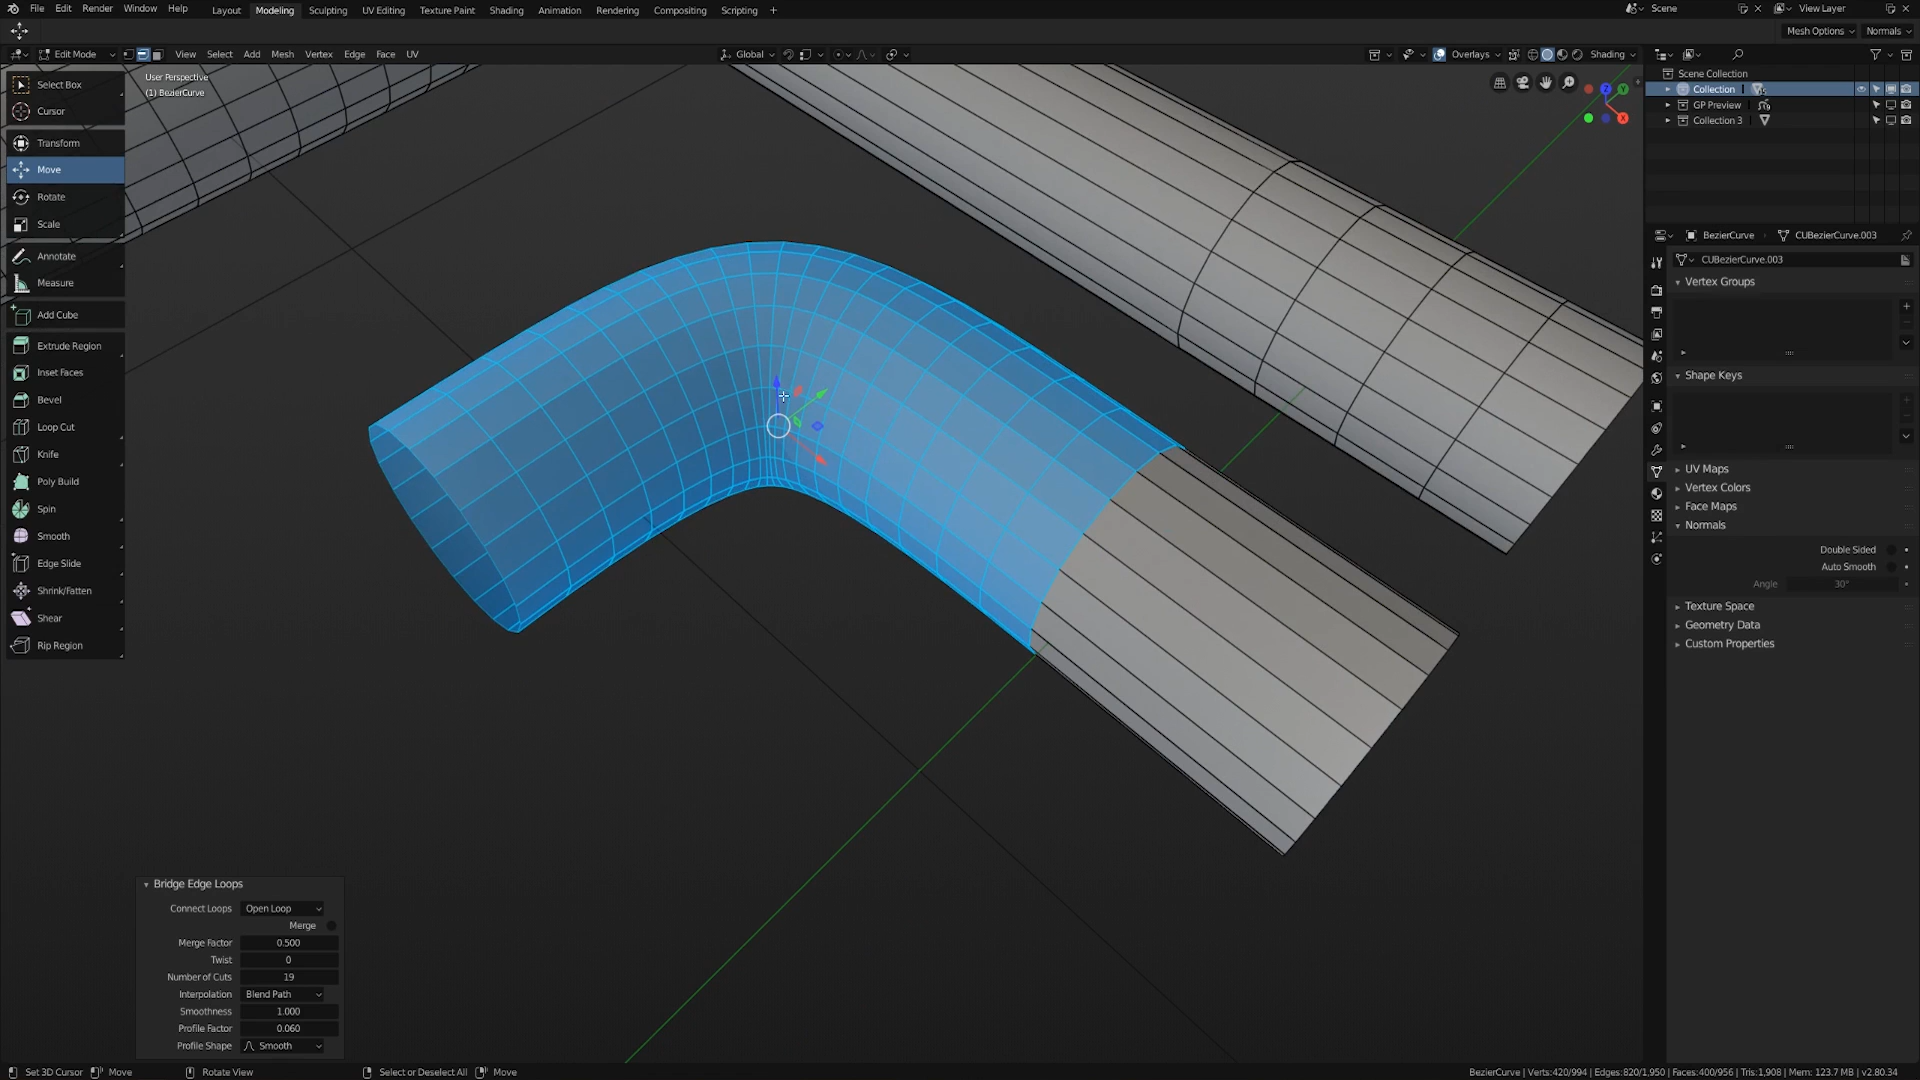 File Edit Render Window Help Layout Modeling Sculpting UV Editing Texture Paint Shading Animation Rendering Compositing Scripting + Scene View Layer
Mesh Options Normals
Edit Mode View Select Add Mesh Vertex Edge Face UV Global Overlays Shading
User Perspective
(1) BezierCurve
Select Box
Cursor
Transform
Move
Rotate
Scale
Annotate
Measure
Add Cube
Extrude Region
Inset Faces
Bevel
Loop Cut
Knife
Poly Build
Spin
Smooth
Edge Slide
Shrink/Fatten
Shear
Rip Region
Z
Y
X
Scene Collection
Collection
GP Preview
Collection 3
BezierCurve CUBezierCurve.003
CUBezierCurve.003
Vertex Groups
Shape Keys
UV Maps
Vertex Colors
Face Maps
Normals
Double Sided
Auto Smooth
Angle 30°
Texture Space
Geometry Data
Custom Properties
Bridge Edge Loops
Connect Loops Open Loop
Merge
Merge Factor 0.500
Twist 0
Number of Cuts 19
Interpolation Blend Path
Smoothness 1.000
Profile Factor 0.060
Profile Shape Smooth
Set 3D Cursor Move Rotate View Select or Deselect All Move BezierCurve | Verts:420/994 | Edges:820/1,950 | Faces:400/956 | Tris:1,908 | Mem: 123.7 MB | v2.80.34